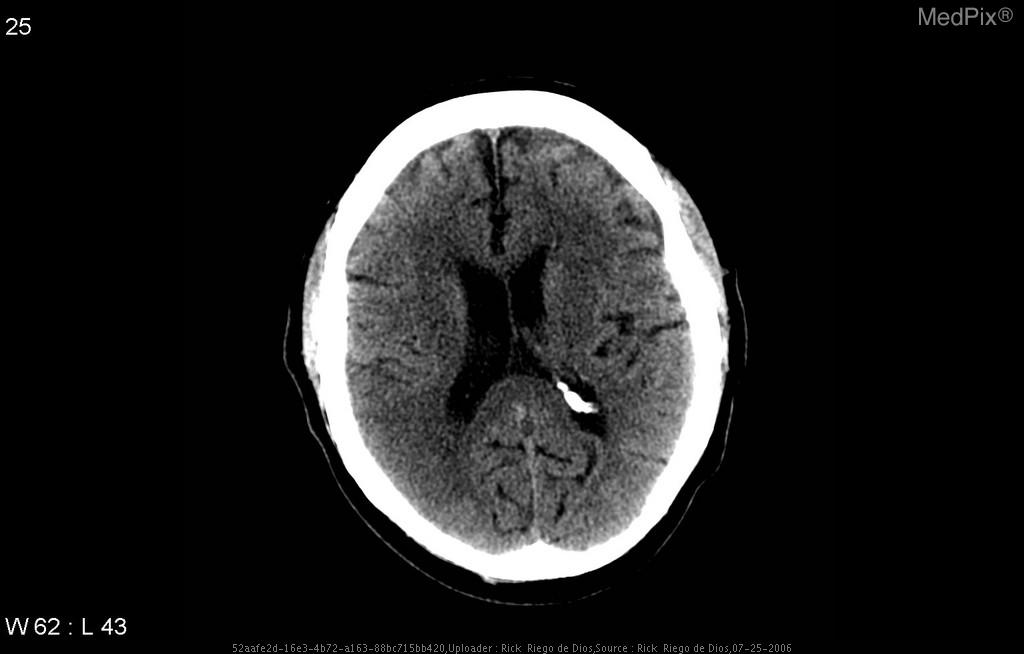 25
MedPix®
W 62 : L 43
52aafe2d-16e3-4b72-a163-88bc715bb420,Uploader : Rick Riego de Dios,Source : Rick Riego de Dios,07-25-2006